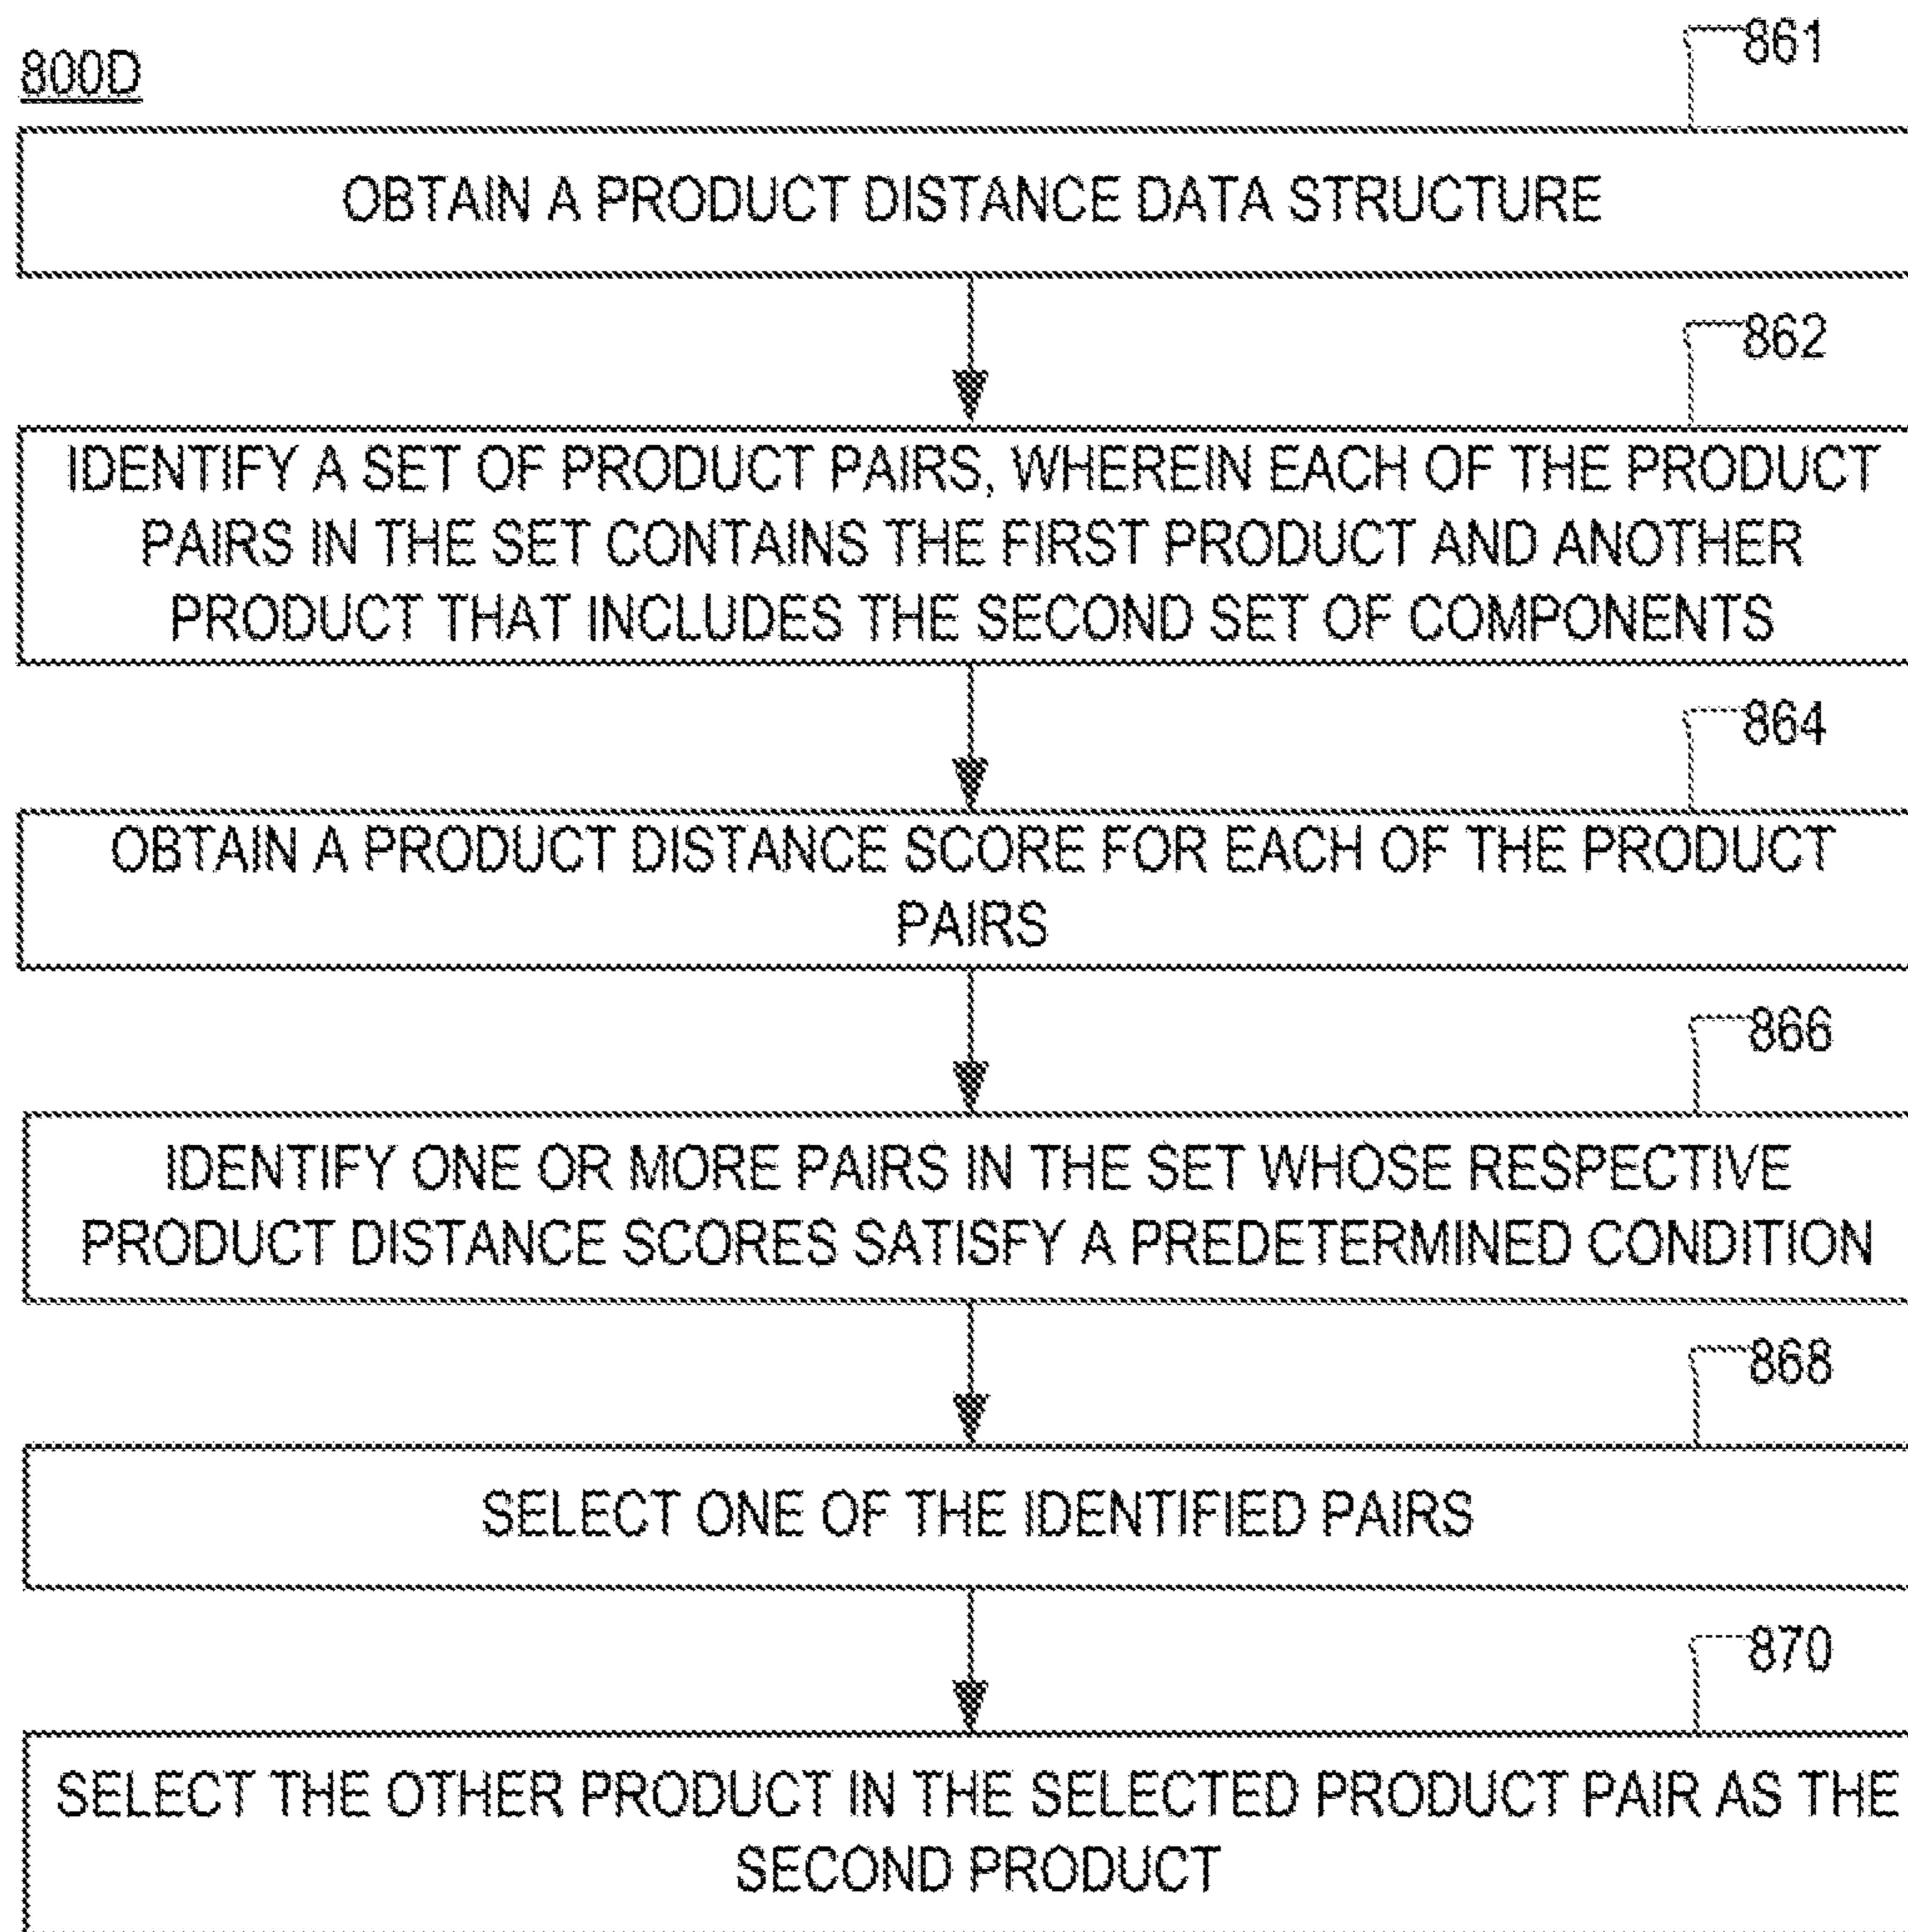 861
800D
OBTAIN A PRODUCT DISTANCE DATA STRUCTURE
862
IDENTIFY A SET OF PRODUCT PAIRS, WHEREIN EACH OF THE PRODUCT
PAIRS IN THE SET CONTAINS THE FIRST PRODUCT AND ANOTHER
PRODUCT THAT INCLUDES THE SECOND SET OF COMPONENTS
864
OBTAIN A PRODUCT DISTANCE SCORE FOR EACH OF THE PRODUCT
PAIRS
866
IDENTIFY ONE OR MORE PAIRS IN THE SET WHOSE RESPECTIVE
PRODUCT DISTANCE SCORES SATISFY A PREDETERMINED CONDITION
868
SELECT ONE OF THE IDENTIFIED PAIRS
870
SELECT THE OTHER PRODUCT IN THE SELECTED PRODUCT PAIR AS THE
SECOND PRODUCT